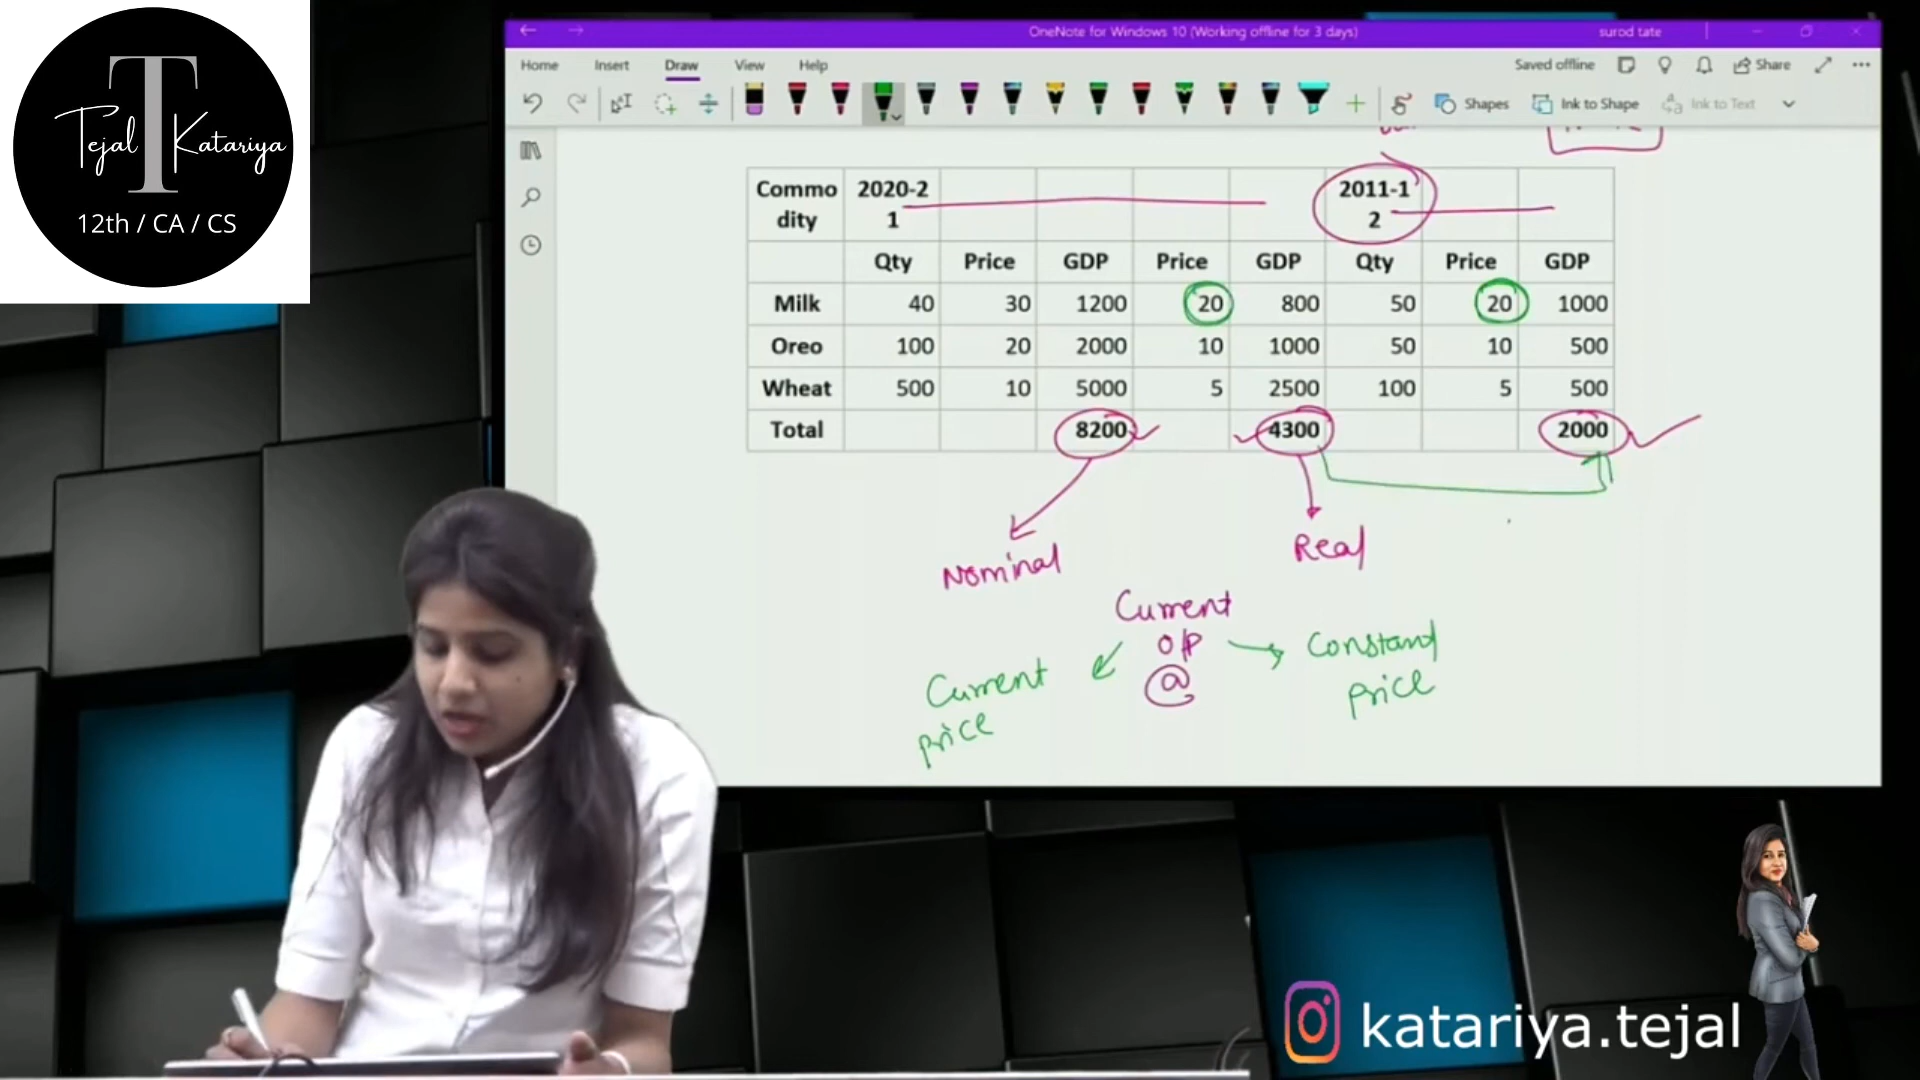 T
Tejal Katariya
12th / CA / CS
OneNote for Windows 10 (Working offline for 3 days)
surod tate
Home Insert Draw View Help
Saved offline
Share
Shapes
Ink to Shape
Ink to Text
Commo
dity
2020-2
1
2011-1
2
Qty Price GDP Price GDP Qty Price GDP
Milk 40 30 1200 20 800 50 20 1000
Oreo 100 20 2000 10 1000 50 10 500
Wheat 500 10 5000 5 2500 100 5 500
Total 8200 4300 2000
Nominal
Real
Current
O/P
@
Current
price
Constand
price
katariya.tejal